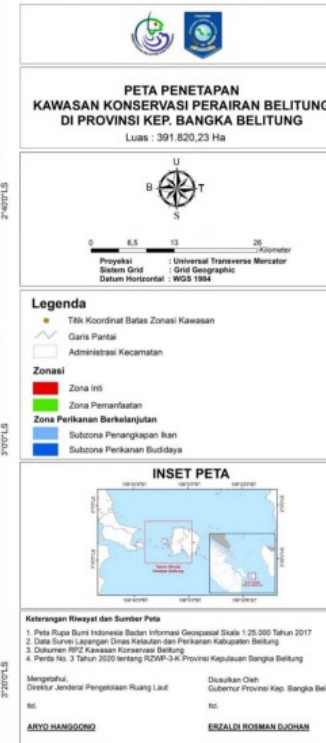 PETA PENETAPAN
KAWASAN KONSERVASI PERAIRAN BELITUNG
DI PROVINSI KEP. BANGKA BELITUNG
Luas : 391.820,23 Ha
U
B T
S
0 6,5 13 26
Kilometer
Proyeksi : Universal Transverse Mercator
Sistem Grid : Grid Geographic
Datum Horizontal : WGS 1984
2°40'0"LS
Legenda
Titik Koordinat Batas Zonasi Kawasan
Garis Pantai
Administrasi Kecamatan
Zonasi
Zona Inti
Zona Pemanfaatan
Zona Perikanan Berkelanjutan
Subzona Penangkapan Ikan
Subzona Perikanan Budidaya
3°0'0"LS
INSET PETA
Keterangan Riwayat dan Sumber Peta
1. Peta Rupa Bumi Indonesia Badan Informasi Geospasial Skala 1:25.000 Tahun 2017
2. Data Survei Lapangan Dinas Kelautan dan Perikanan Kabupaten Belitung
3. Dokumen RPZ Kawasan Konservasi Belitung
4. Perda No. 3 Tahun 2020 tentang RZWP-3-K Provinsi Kepulauan Bangka Belitung
3°20'0"LS
Mengetahui, Diusulkan Oleh
Direktur Jenderal Pengelolaan Ruang Laut Gubernur Provinsi Kep. Bangka Bel
ttd. ttd.
ARYO HANGGONO ERZALDI ROSMAN DJOHAN